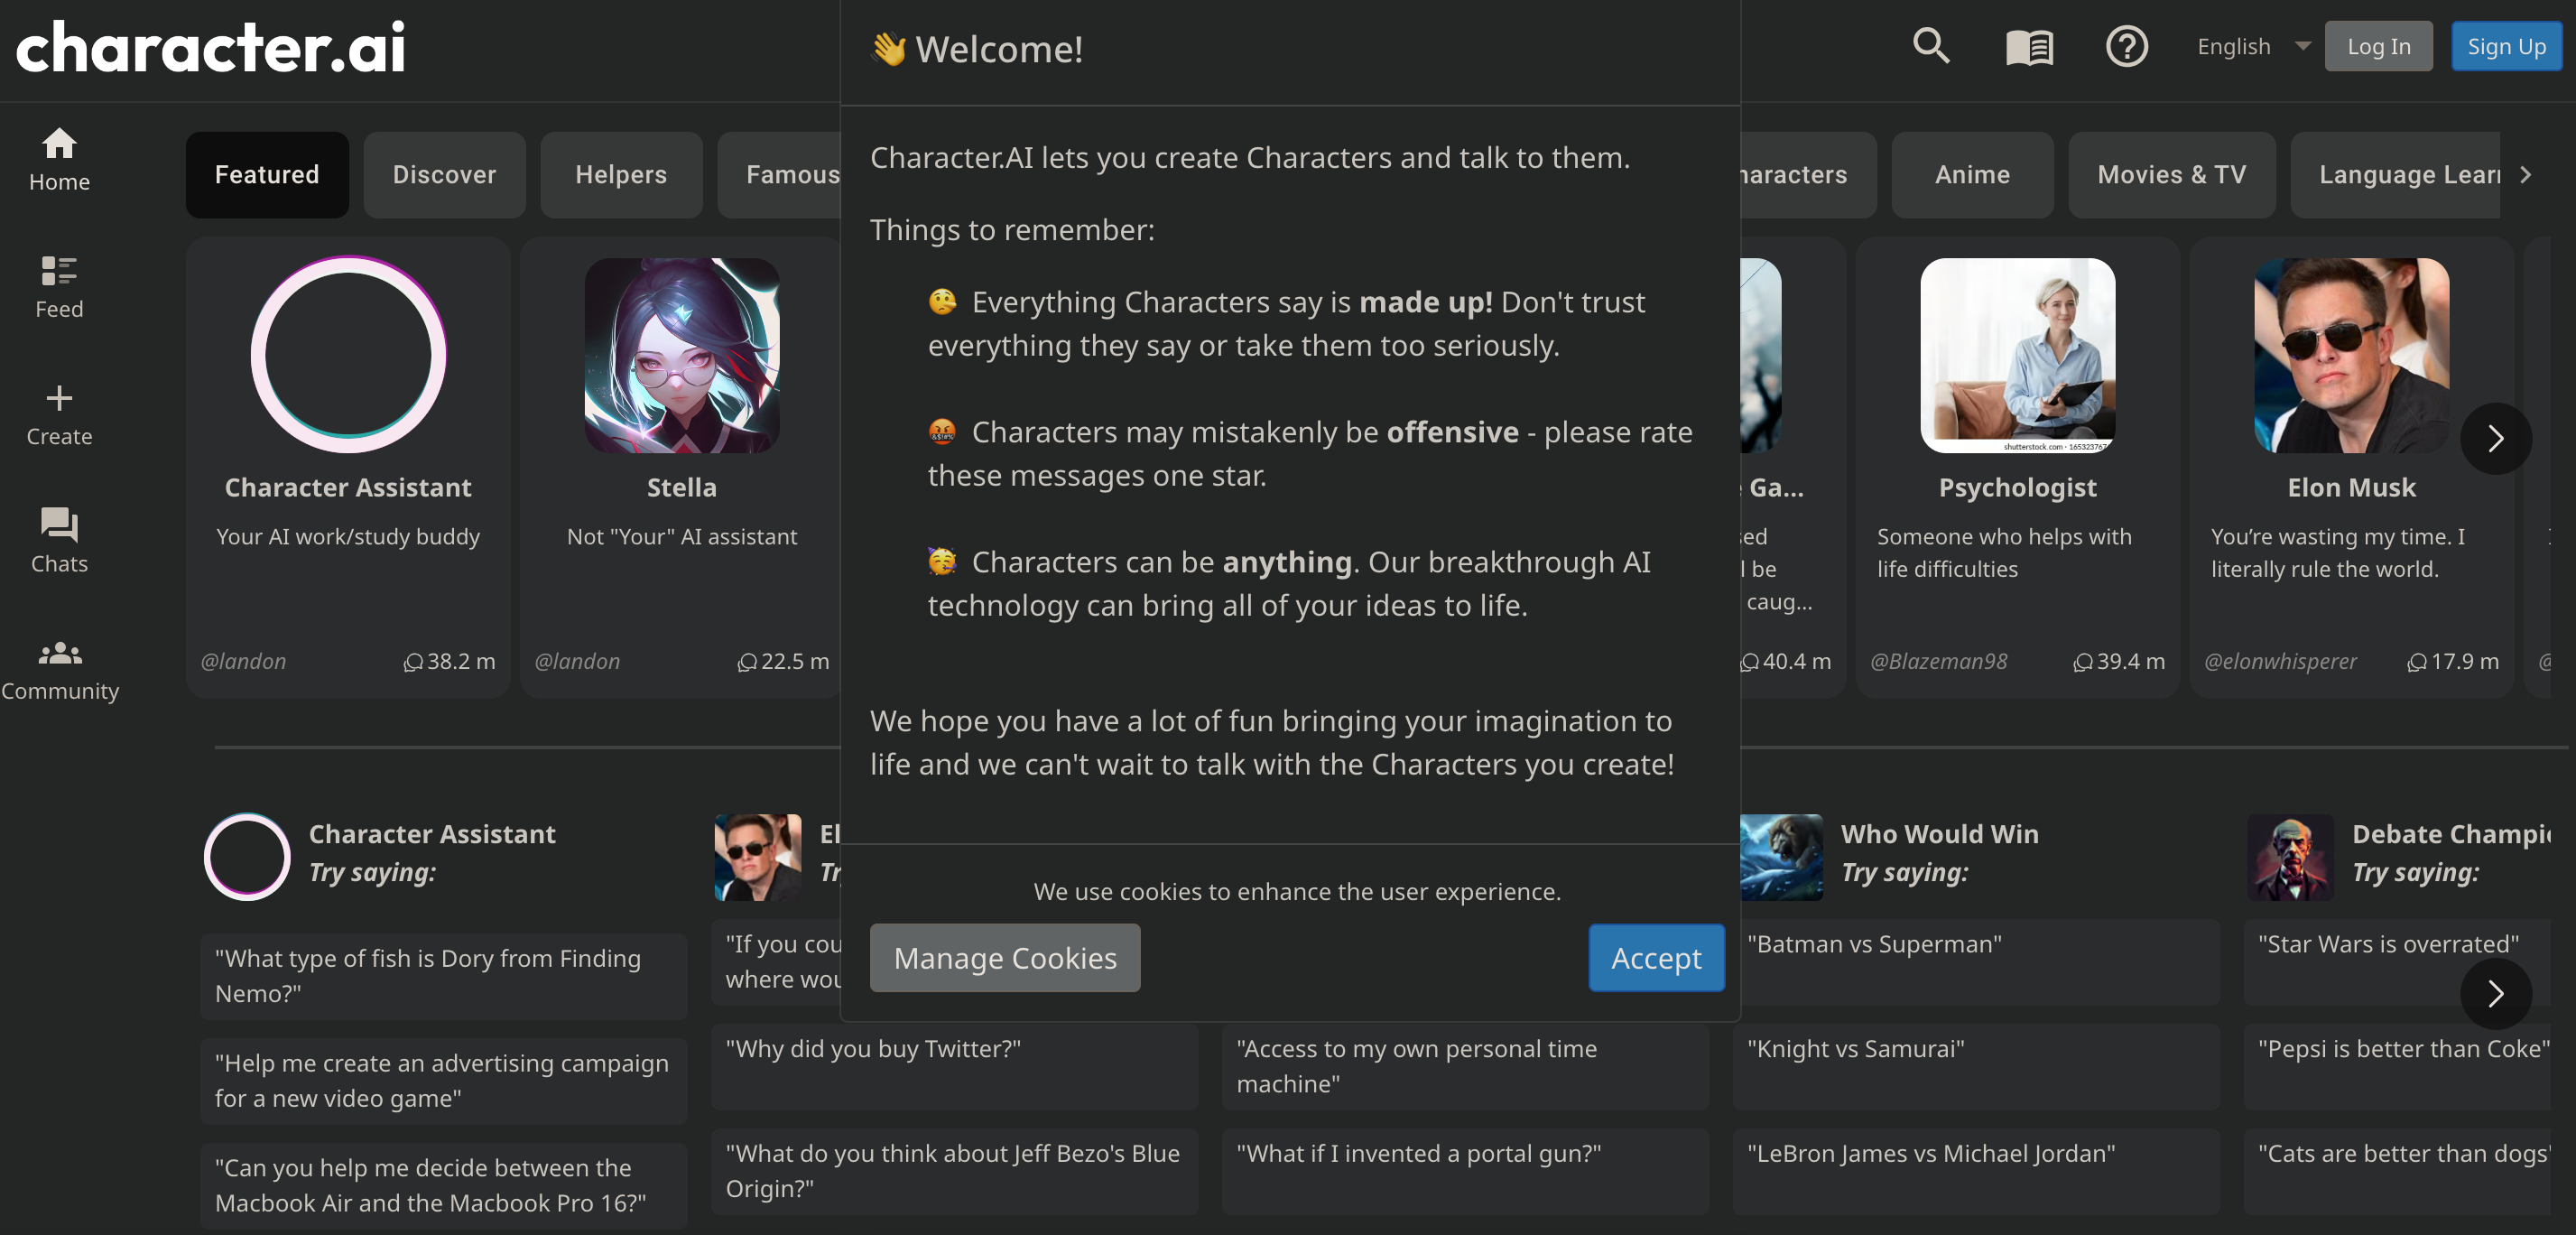 character.ai
English
Log In
Sign Up
Home
Feed
Create
Chats
Community
Featured
Discover
Helpers
Famous
Anime
Movies & TV
Language
Character Assistant
Your AI work/study buddy
@landon
38.2 m
Stella
Not "Your" AI assistant
@landon
22.5 m
👋 Welcome!
Character.AI lets you create Characters and talk to them.
Things to remember:
🤥 Everything Characters say is made up! Don't trust
everything they say or take them too seriously.
🤬 Characters may mistakenly be offensive - please rate
these messages one star.
🥳 Characters can be anything. Our breakthrough AI
technology can bring all of your ideas to life.
We hope you have a lot of fun bringing your imagination to
life and we can't wait to talk with the Characters you create!
We use cookies to enhance the user experience.
Manage Cookies
Accept
Ga...
be
caug...
40.4 m
shutterstock.com
Psychologist
Someone who helps with
life difficulties
@Blazeman98
39.4 m
Elon Musk
You’re wasting my time. I
literally rule the world.
@elonwhisperer
17.9 m
Character Assistant
Try saying:
"What type of fish is Dory from Finding
Nemo?"
"Help me create an advertising campaign
for a new video game"
"Can you help me decide between the
Macbook Air and the Macbook Pro 16?"
"If you
where
"Why did you buy Twitter?"
"What do you think about Jeff Bezo's Blue
Origin?"
"Access to my own personal time
machine"
"What if I invented a portal gun?"
Who Would Win
Try saying:
"Batman vs Superman"
"Knight vs Samurai"
"LeBron James vs Michael Jordan"
Debate
Try saying:
"Star Wars is overrated"
"Pepsi is better than Coke"
"Cats are better than dogs